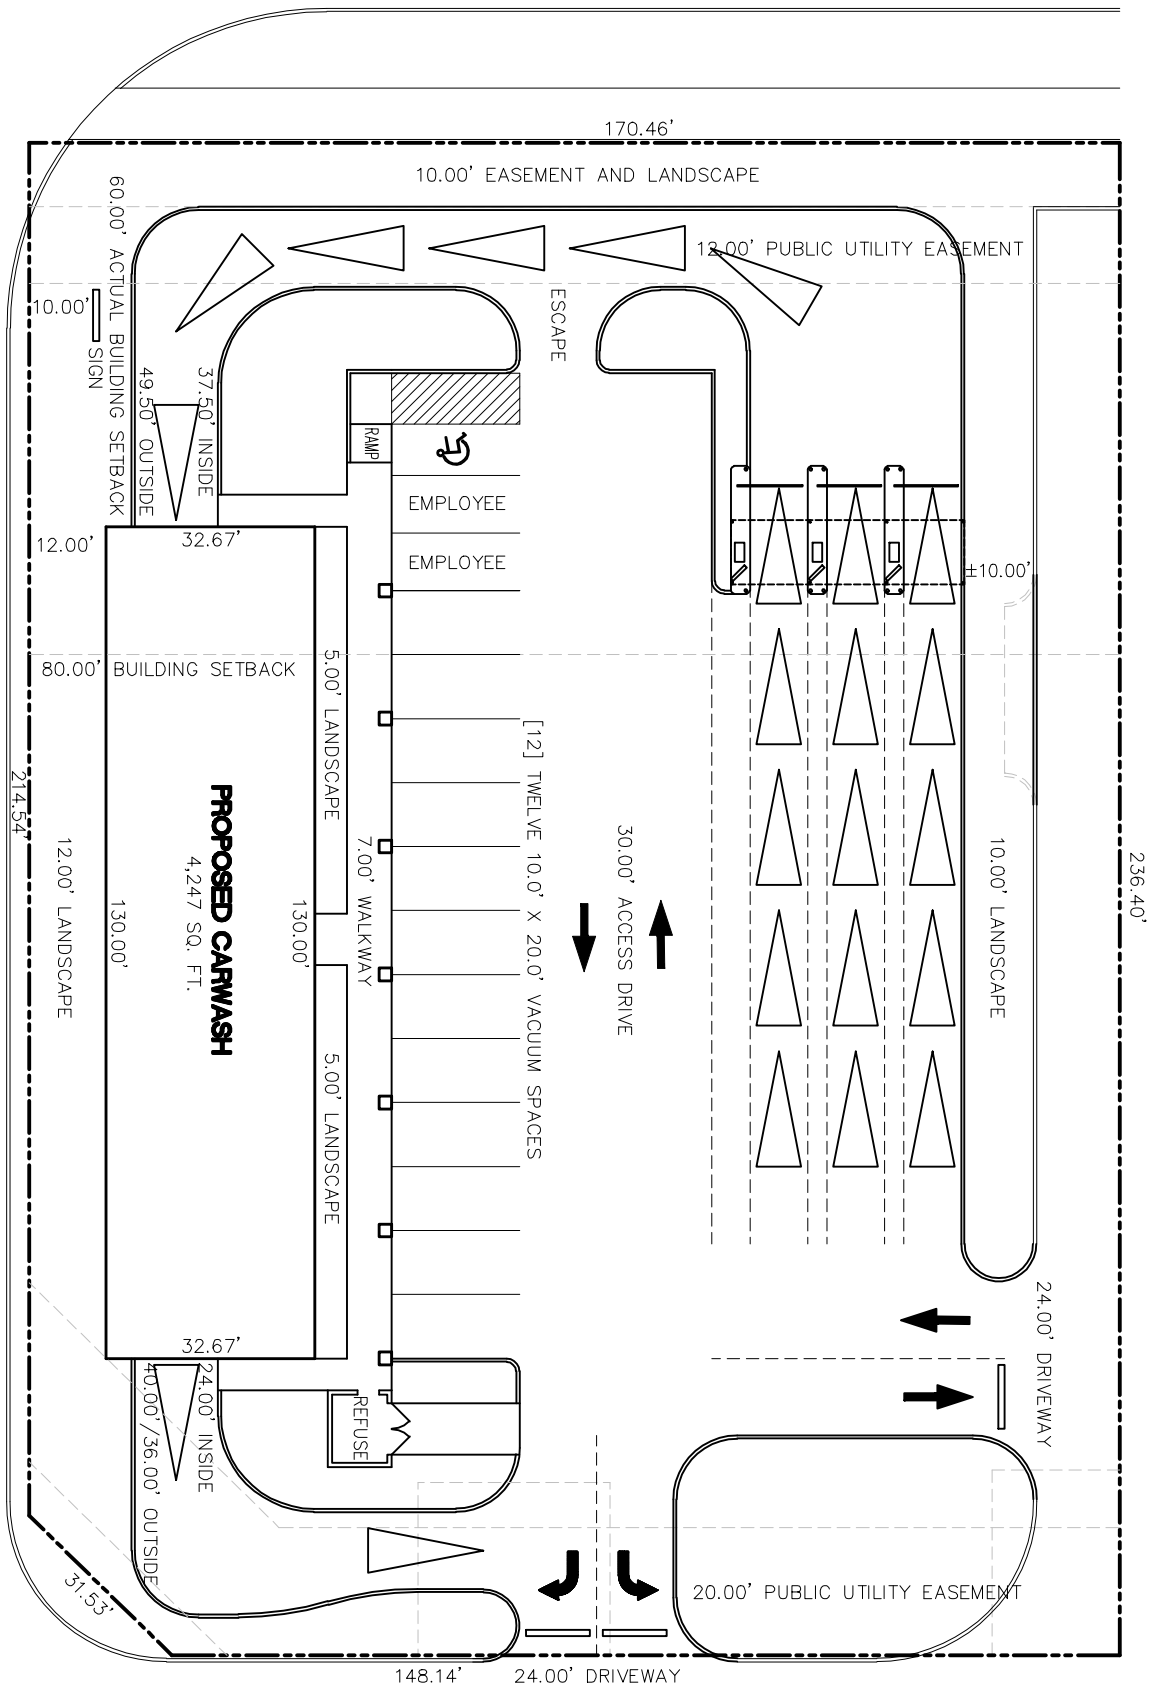 170.46'
10.00' EASEMENT AND LANDSCAPE
12.00' PUBLIC UTILITY EASEMENT
60.00' ACTUAL BUILDING SETBACK
10.00'
SIGN
49.50' OUTSIDE
37.50' INSIDE
ESCAPE
RAMP
EMPLOYEE
EMPLOYEE
12.00'
32.67'
±10.00'
80.00' BUILDING SETBACK
5.00' LANDSCAPE
[12] TWELVE 10.0' X 20.0' VACUUM SPACES
214.54'
12.00' LANDSCAPE
130.00'
PROPOSED CARWASH
4,247 SQ. FT.
130.00'
7.00' WALKWAY
30.00' ACCESS DRIVE
10.00' LANDSCAPE
236.40'
5.00' LANDSCAPE
24.00' DRIVEWAY
32.67'
40.00'/36.00' OUTSIDE
24.00' INSIDE
REFUSE
31.53'
20.00' PUBLIC UTILITY EASEMENT
148.14'
24.00' DRIVEWAY